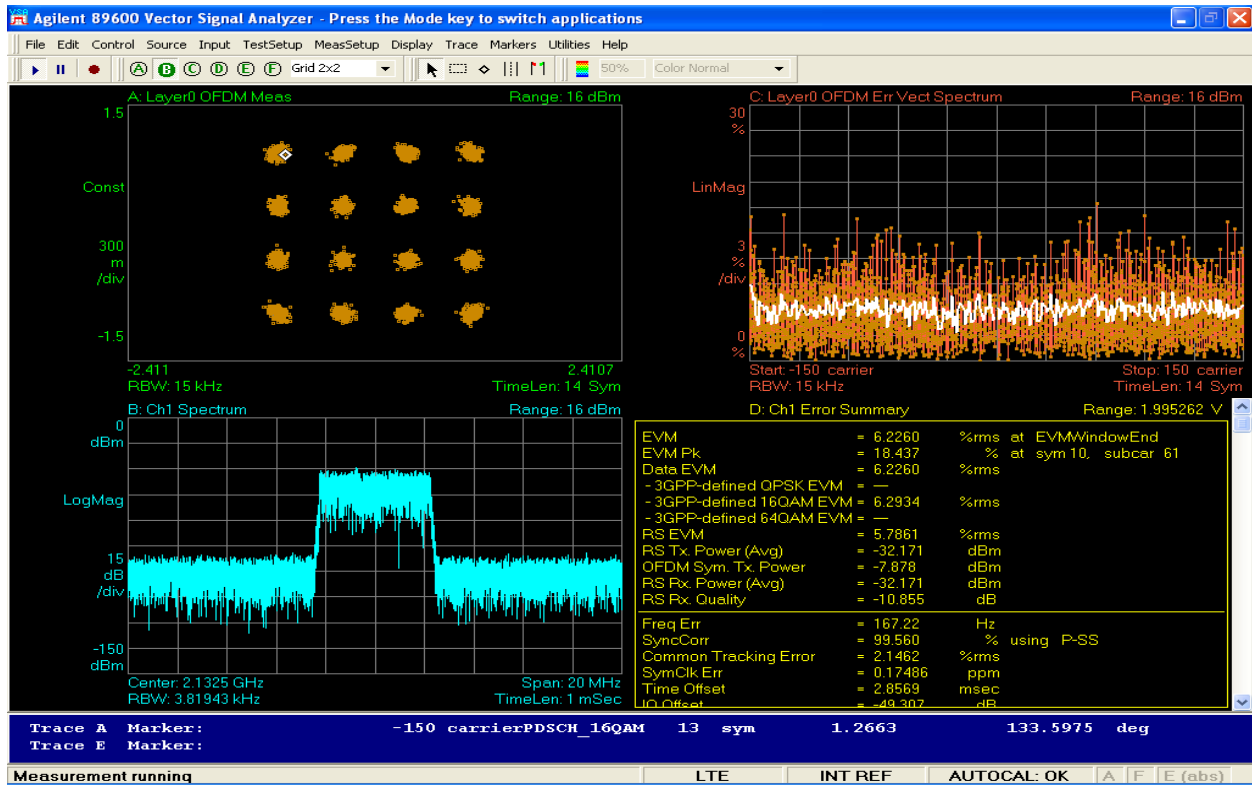 Agilent 89600 Vector Signal Analyzer - Press the Mode key to switch applications
File Edit Control Source Input TestSetup MeasSetup Display Trace Markers Utilities Help
A B C D E F Grid 2x2 50% Color Normal
A: Layer0 OFDM Meas Range: 16 dBm
1.5
Const
300
m
/div
-1.5
-2.411 2.4107
RBW: 15 kHz TimeLen: 14 Sym
C: Layer0 OFDM Err Vect Spectrum Range: 16 dBm
30
%
LinMag
3
%
/div
0
%
Start: -150 carrier Stop: 150 carrier
RBW: 15 kHz TimeLen: 14 Sym
B: Ch1 Spectrum Range: 16 dBm
0
dBm
LogMag
15
dB
/div
-150
dBm
Center: 2.1325 GHz Span: 20 MHz
RBW: 3.81943 kHz TimeLen: 1 mSec
D: Ch1 Error Summary Range: 1.995262 V
EVM = 6.2260 %rms at EVMWindowEnd
EVM Pk = 18.437 % at sym 10, subcar 61
Data EVM = 6.2260 %rms
- 3GPP-defined QPSK EVM = —
- 3GPP-defined 16QAM EVM = 6.2934 %rms
- 3GPP-defined 64QAM EVM = —
RS EVM = 5.7861 %rms
RS Tx. Power (Avg) = -32.171 dBm
OFDM Sym. Tx. Power = -7.878 dBm
RS Rx. Power (Avg) = -32.171 dBm
RS Rx. Quality = -10.855 dB
Freq Err = 167.22 Hz
SyncCorr = 99.560 % using P-SS
Common Tracking Error = 2.1462 %rms
SymClk Err = 0.17486 ppm
Time Offset = 2.8569 msec
IQ Offset = -49.307 dB
Trace A Marker: -150 carrierPDSCH_16QAM 13 sym 1.2663 133.5975 deg
Trace E Marker:
Measurement running LTE INT REF AUTOCAL: OK A F E (abs)